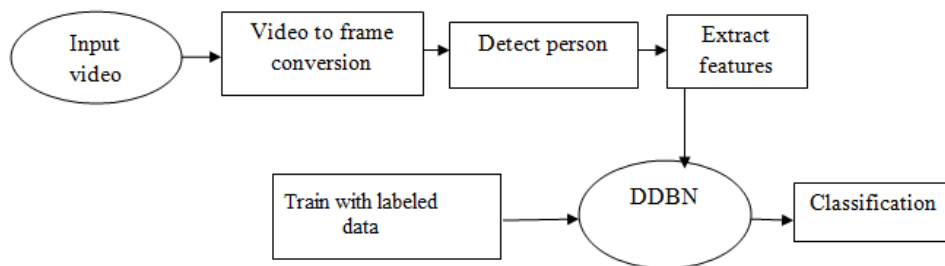 Input
video
Video to frame
conversion
Detect person
Extract
features
Train with labeled
data
DDBN
Classification